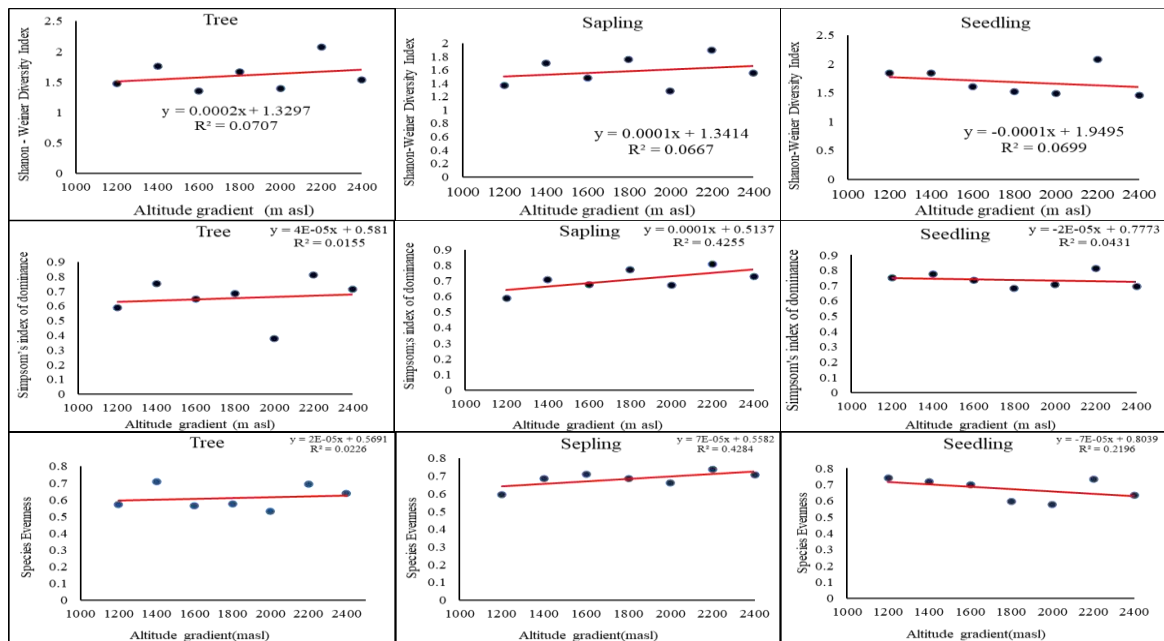 Tree
Shanon - Weiner Diversity Index
2.5
2
1.5
1
0.5
0
y = 0.0002x + 1.3297
R² = 0.0707
1000 1200 1400 1600 1800 2000 2200 2400
Altitude gradient (m asl)
Sapling
Shanon-Weiner Diversity Index
2
1.8
1.6
1.4
1.2
1
0.8
0.6
0.4
0.2
0
y = 0.0001x + 1.3414
R² = 0.0667
1000 1200 1400 1600 1800 2000 2200 2400
Altitude gradient (m asl)
Seedling
Shanon-Weiner Diversity Index
2.5
2
1.5
1
0.5
0
y = -0.0001x + 1.9495
R² = 0.0699
1000 1200 1400 1600 1800 2000 2200 2400
Altitude gradient (m asl)
Tree
y = 4E-05x + 0.581
R² = 0.0155
Simpsom's index of dominance
0.9
0.8
0.7
0.6
0.5
0.4
0.3
0.2
0.1
0
1000 1200 1400 1600 1800 2000 2200 2400
Altitude gradient (m asl)
Sapling
y = 0.0001x + 0.5137
R² = 0.4255
Simpsom;s index of dominance
0.9
0.8
0.7
0.6
0.5
0.4
0.3
0.2
0.1
0
1000 1200 1400 1600 1800 2000 2200 2400
Altitude gradient (m asl)
Seedling
y = -2E-05x + 0.7773
R² = 0.0431
Simpsom's index of dominance
0.9
0.8
0.7
0.6
0.5
0.4
0.3
0.2
0.1
0
1000 1200 1400 1600 1800 2000 2200 2400
Altitude gradient (m asl)
Tree
y = 2E-05x + 0.5691
R² = 0.0226
Species Evenness
0.8
0.7
0.6
0.5
0.4
0.3
0.2
0.1
0
1000 1200 1400 1600 1800 2000 2200 2400
Altitude gradient(masl)
Sepling
y = 7E-05x + 0.5582
R² = 0.4284
Species Evenness
0.8
0.7
0.6
0.5
0.4
0.3
0.2
0.1
0
1000 1200 1400 1600 1800 2000 2200 2400
Altitude gradient(masl)
Seedling
y = -7E-05x + 0.8039
R² = 0.2196
Species Evenness
0.8
0.7
0.6
0.5
0.4
0.3
0.2
0.1
0
1000 1200 1400 1600 1800 2000 2200 2400
Altitude gradient(masl)